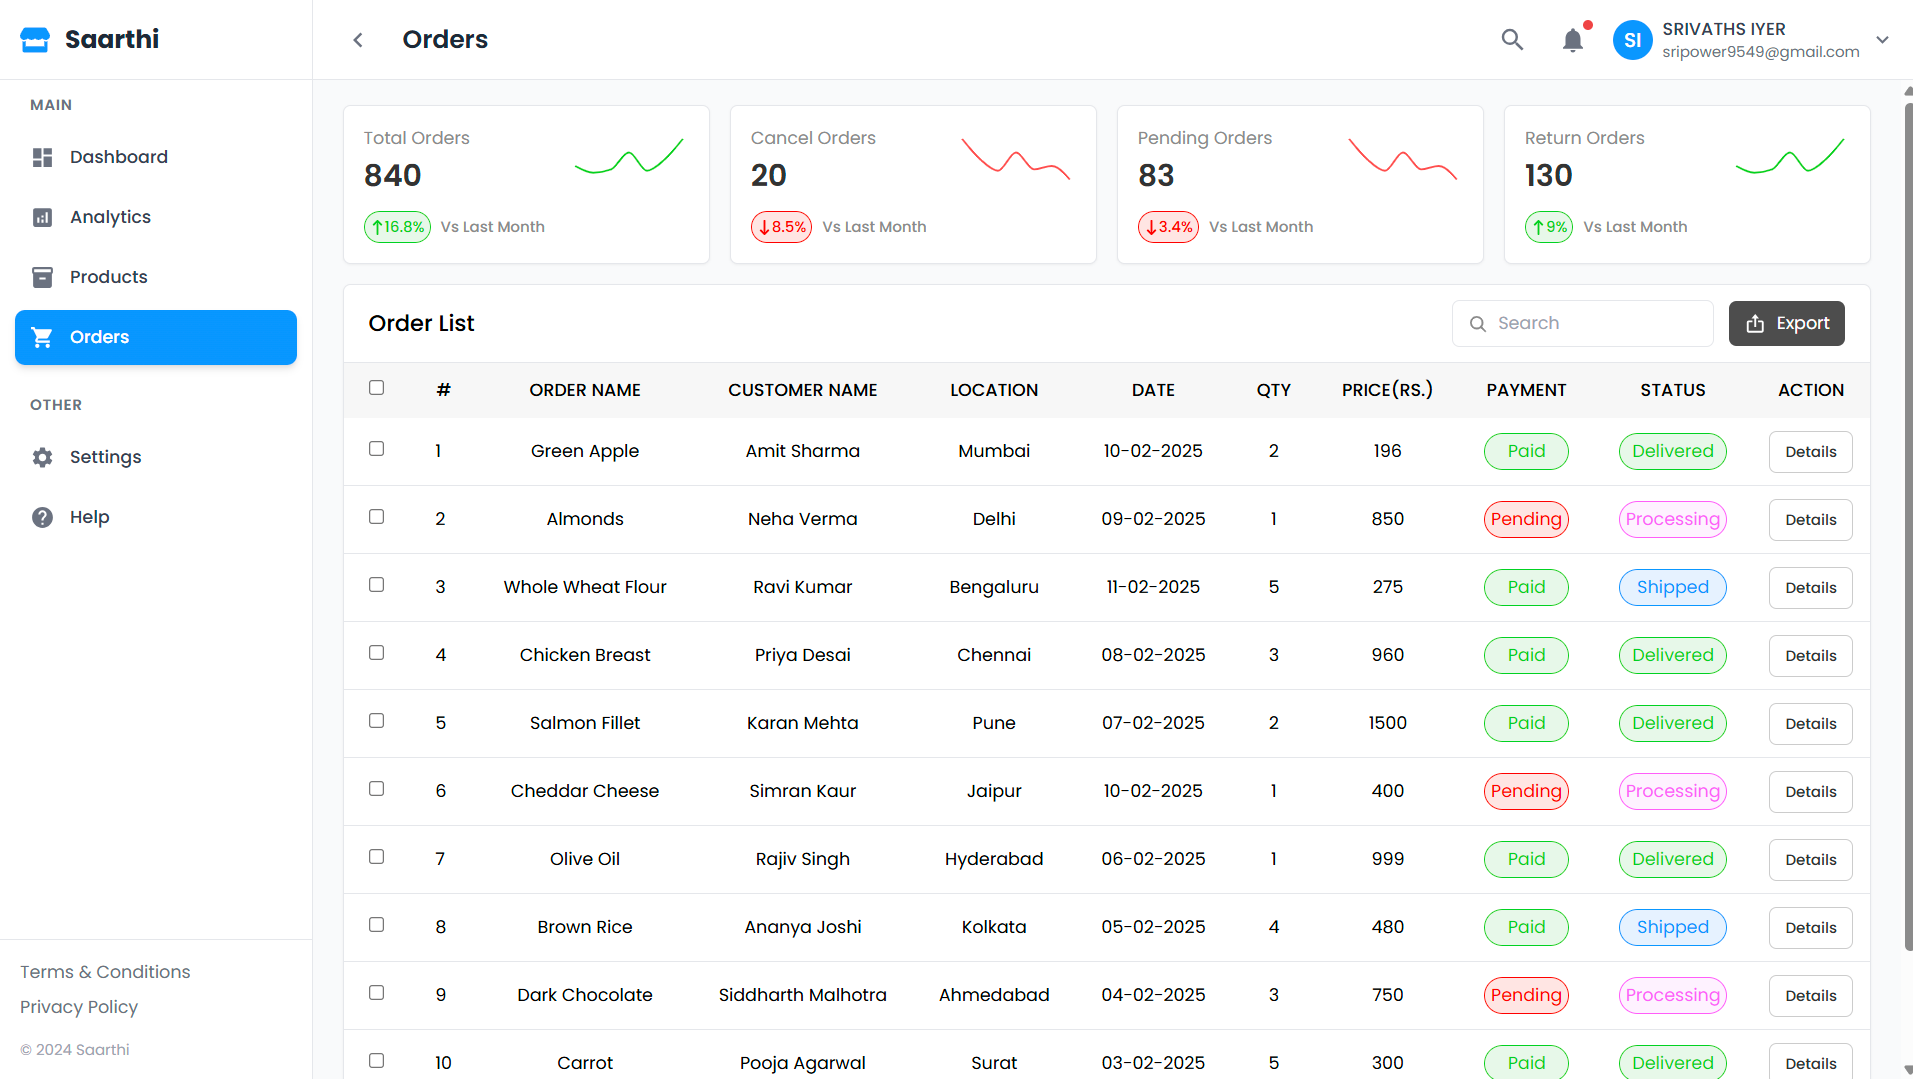 Saarthi
Orders
SI
SRIVATHS IYER
sripower9549@gmail.com
MAIN
Dashboard
Analytics
Products
Orders
OTHER
Settings
Help
Terms & Conditions
Privacy Policy
© 2024 Saarthi
Total Orders
840
↑16.8% Vs Last Month
Cancel Orders
20
↓8.5% Vs Last Month
Pending Orders
83
↓3.4% Vs Last Month
Return Orders
130
↑9% Vs Last Month
Order List
Search
Export
# ORDER NAME CUSTOMER NAME LOCATION DATE QTY PRICE(RS.) PAYMENT STATUS ACTION
1 Green Apple Amit Sharma Mumbai 10-02-2025 2 196 Paid Delivered Details
2 Almonds Neha Verma Delhi 09-02-2025 1 850 Pending Processing Details
3 Whole Wheat Flour Ravi Kumar Bengaluru 11-02-2025 5 275 Paid Shipped Details
4 Chicken Breast Priya Desai Chennai 08-02-2025 3 960 Paid Delivered Details
5 Salmon Fillet Karan Mehta Pune 07-02-2025 2 1500 Paid Delivered Details
6 Cheddar Cheese Simran Kaur Jaipur 10-02-2025 1 400 Pending Processing Details
7 Olive Oil Rajiv Singh Hyderabad 06-02-2025 1 999 Paid Delivered Details
8 Brown Rice Ananya Joshi Kolkata 05-02-2025 4 480 Paid Shipped Details
9 Dark Chocolate Siddharth Malhotra Ahmedabad 04-02-2025 3 750 Pending Processing Details
10 Carrot Pooja Agarwal Surat 03-02-2025 5 300 Paid Delivered Details